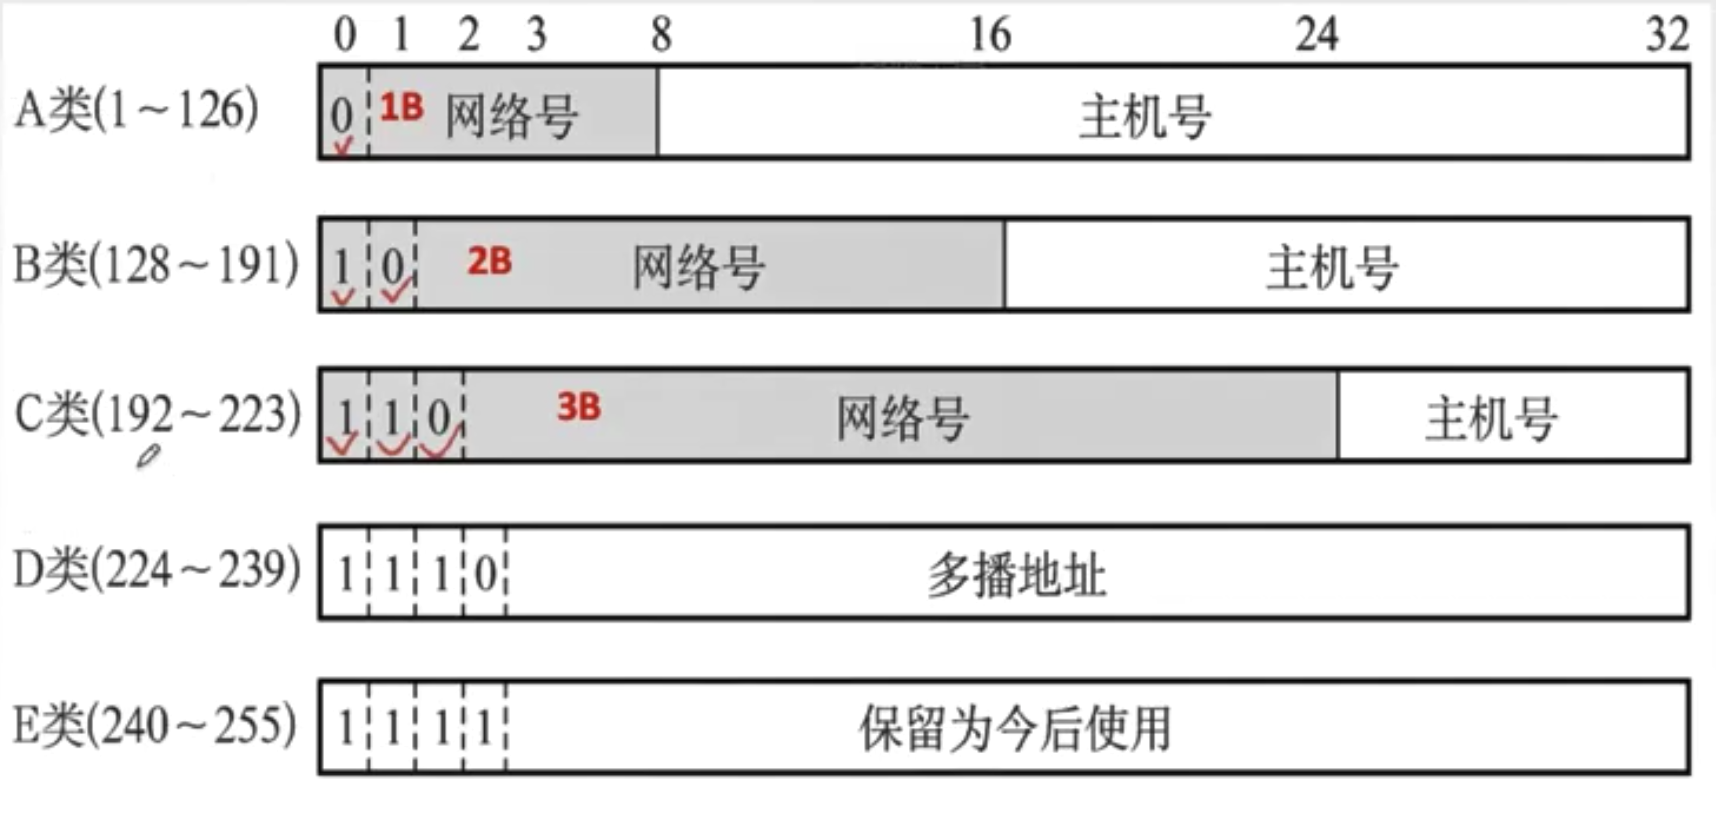 0 1 2 3 8 16 24 32
A类(1~126) 0 1B 网络号 主机号
B类(128~191) 1 0 2B 网络号 主机号
C类(192~223) 1 1 0 3B 网络号 主机号
D类(224~239) 1 1 1 0 多播地址
E类(240~255) 1 1 1 1 保留为今后使用